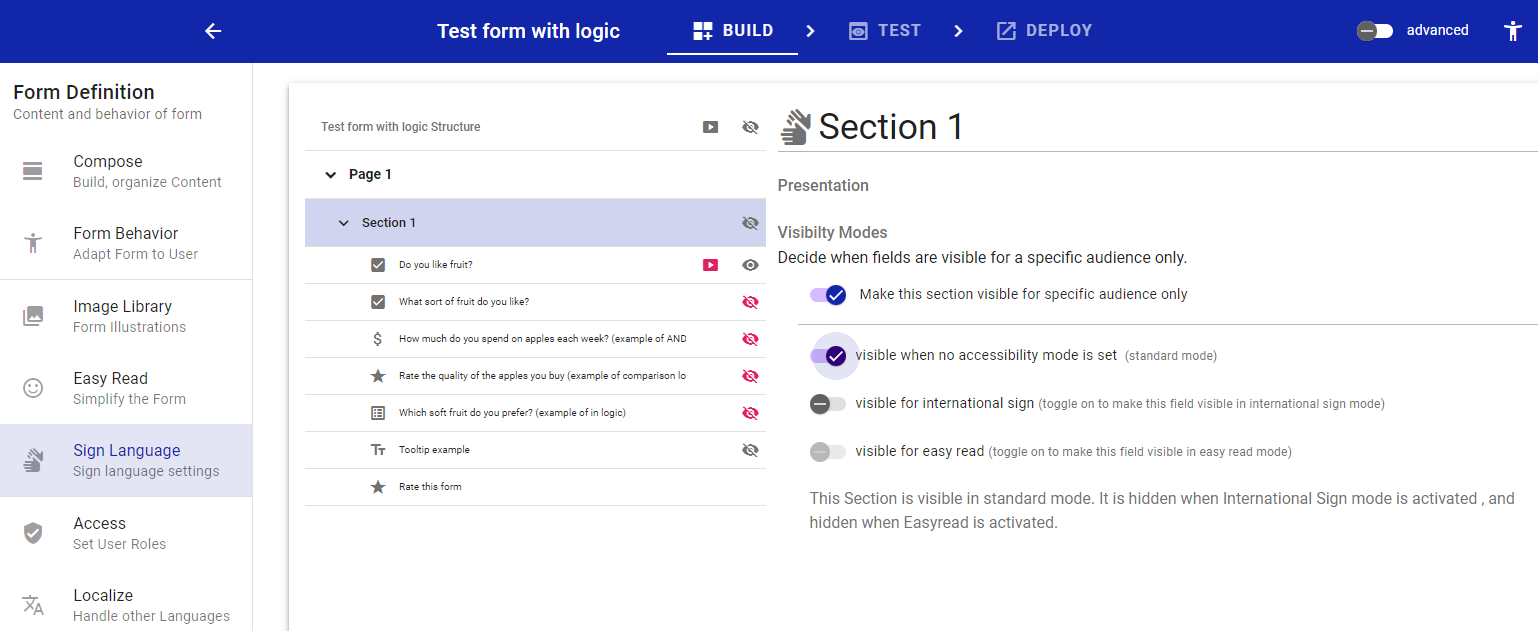 Test form with logic
BUILD
TEST
DEPLOY
advanced
Form Definition
Content and behavior of form
Compose
Build, organize Content
Form Behavior
Adapt Form to User
Image Library
Form Illustrations
Easy Read
Simplify the Form
Sign Language
Sign language settings
Access
Set User Roles
Localize
Handle other Languages
Test form with logic Structure
Page 1
Section 1
Do you like fruit?
What sort of fruit do you like?
How much do you spend on apples each week? (example of AND
Rate the quality of the apples you buy (example of comparison lo
Which soft fruit do you prefer? (example of in logic)
Tooltip example
Rate this form
Section 1
Presentation
Visibilty Modes
Decide when fields are visible for a specific audience only.
Make this section visible for specific audience only
visible when no accessibility mode is set (standard mode)
visible for international sign (toggle on to make this field visible in international sign mode)
visible for easy read (toggle on to make this field visible in easy read mode)
This Section is visible in standard mode. It is hidden when International Sign mode is activated , and
hidden when Easyread is activated.